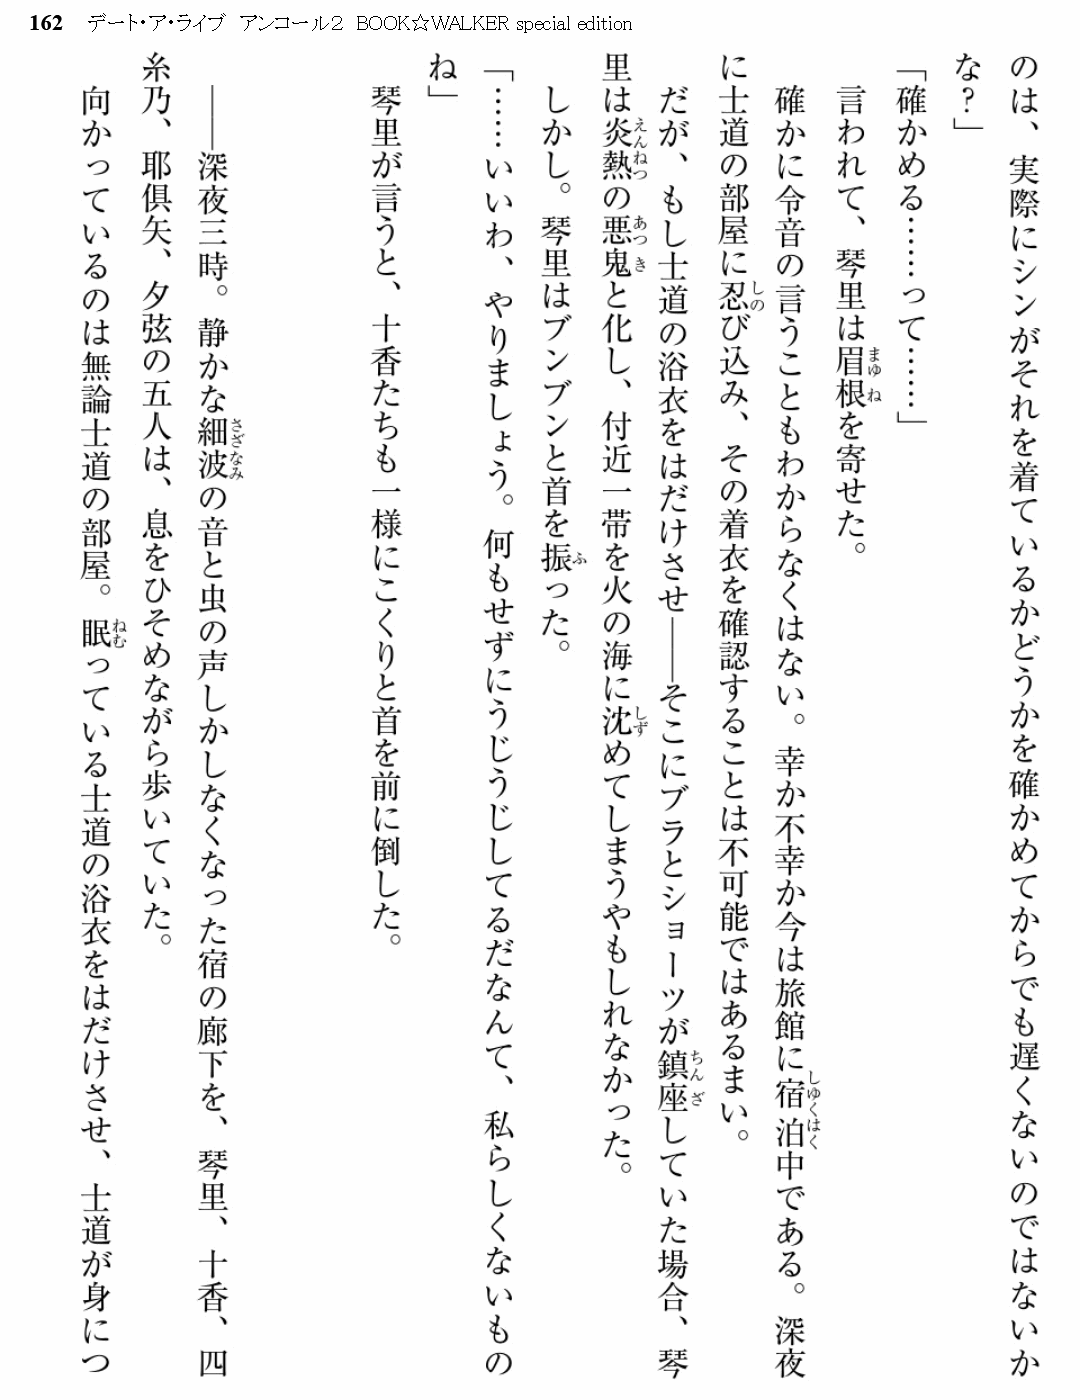 162 デート・ア・ライブ アンコール２ BOOK☆WALKER special edition
のは、実際にシンがそれを着ているかどうかを確かめてからでも遅くないのではないか
な？」
「確かめる……って……」
言われて、琴里は眉根を寄せた。
確かに令音の言うこともわからなくはない。幸か不幸か今は旅館に宿泊中である。深夜
に士道の部屋に忍び込み、その着衣を確認することは不可能ではあるまい。
だが、もし士道の浴衣をはだけさせ――そこにブラとショーツが鎮座していた場合、琴
里は炎熱の悪鬼と化し、付近一帯を火の海に沈めてしまうやもしれなかった。
しかし。琴里はブンブンと首を振った。
「……いいわ、やりましょう。何もせずにうじうじしてるだなんて、私らしくないもの
ね」
琴里が言うと、十香たちも一様にこくりと首を前に倒した。
――深夜三時。静かな細波の音と虫の声しかしなくなった宿の廊下を、琴里、十香、四
糸乃、耶倶矢、夕弦の五人は、息をひそめながら歩いていた。
向かっているのは無論士道の部屋。眠っている士道の浴衣をはだけさせ、士道が身につ